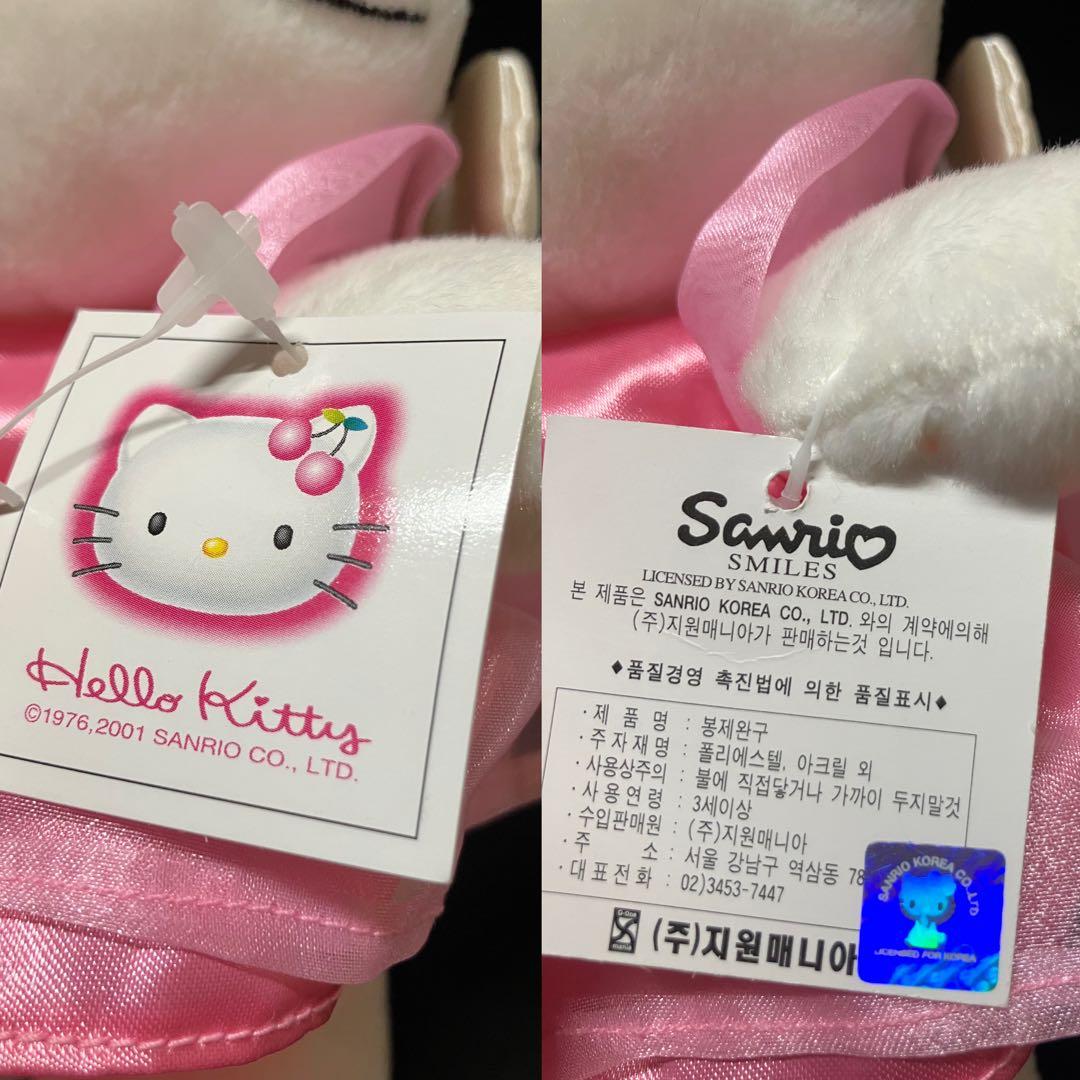 Hello Kitty
©1976,2001 SANRIO CO., LTD.
Sanrio
SMILES
LICENSED BY SANRIO KOREA CO., LTD.
본 제품은 SANRIO KOREA CO., LTD. 와의 계약에의해
(주)지원매니아가 판매하는것 입니다.
♦품질경영 촉진법에 의한 품질표시♦
· 제 품 명 : 봉제완구
· 주 자 재 명 : 폴리에스텔, 아크릴 외
· 사용상주의 : 불에 직접닿거나 가까이 두지말것
· 사 용 연 령 : 3세이상
· 수입판매원 : (주)지원매니아
· 주 소 : 서울 강남구 역삼동 78
· 대 표 전 화 : 02)3453-7447
G-One
mania
(주)지원매니아
SANRIO KOREA CO.,LTD
LICENSED FOR KOREA